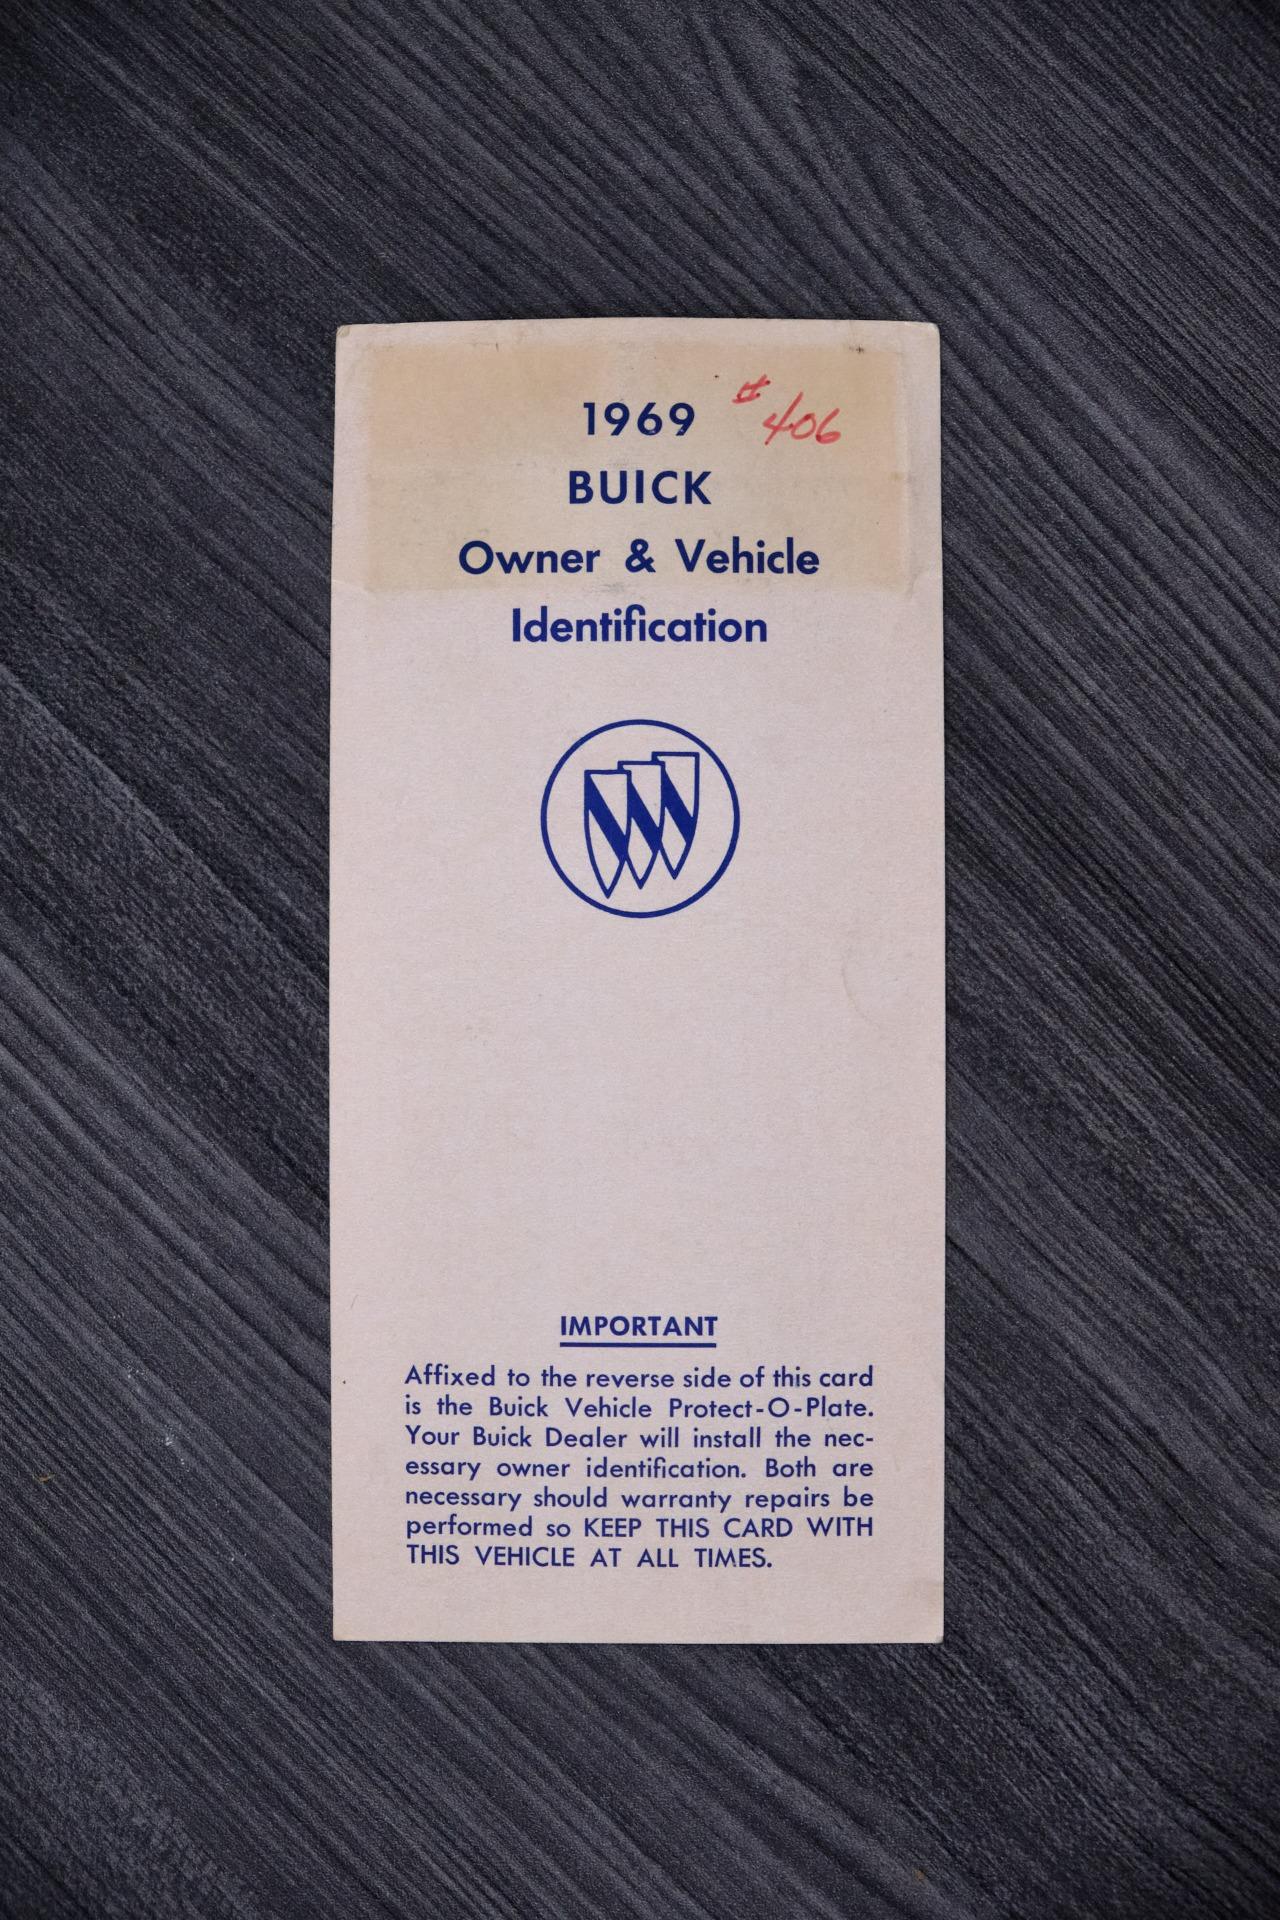 1969 #406
BUICK
Owner & Vehicle
Identification
IMPORTANT
Affixed to the reverse side of this card
is the Buick Vehicle Protect-O-Plate.
Your Buick Dealer will install the nec-
essary owner identification. Both are
necessary should warranty repairs be
performed so KEEP THIS CARD WITH
THIS VEHICLE AT ALL TIMES.